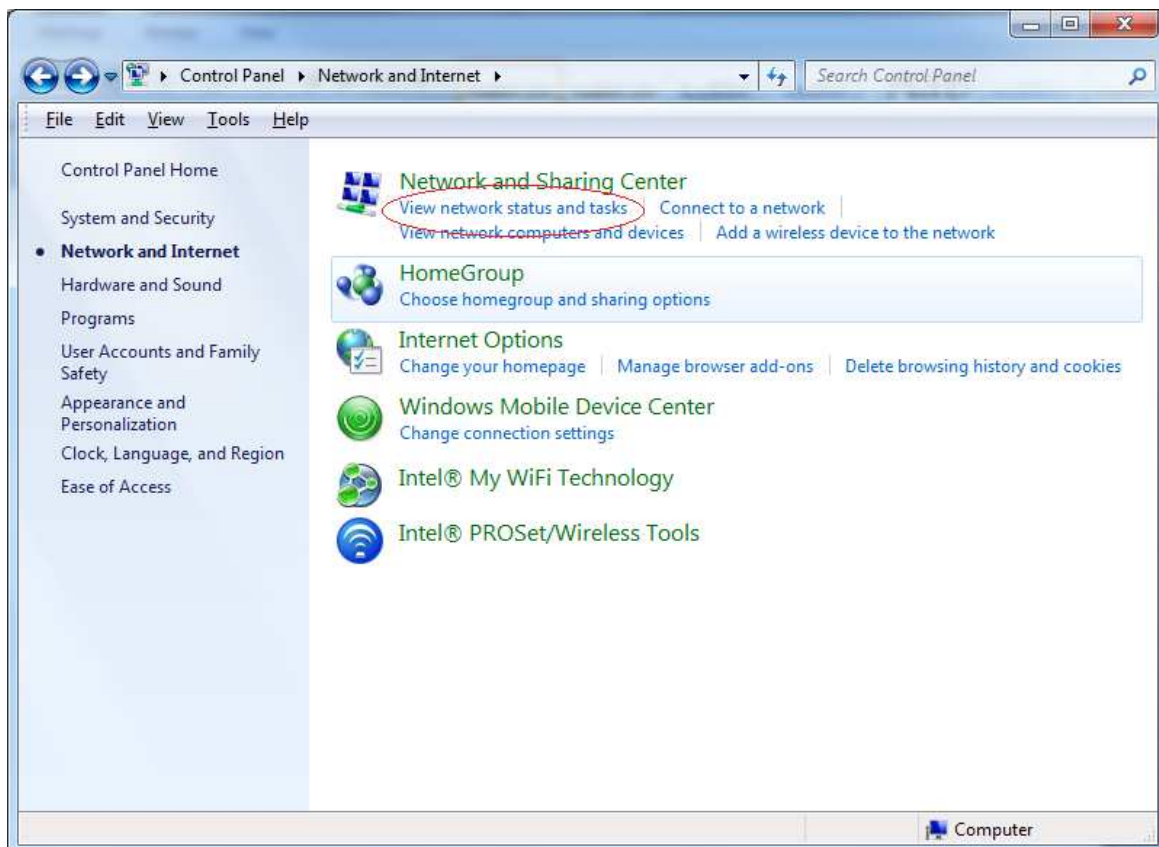 Control Panel Network and Internet Search Control Panel
File Edit View Tools Help
Control Panel Home
System and Security
Network and Internet
Hardware and Sound
Programs
User Accounts and Family
Safety
Appearance and
Personalization
Clock, Language, and Region
Ease of Access
Network and Sharing Center
View network status and tasks Connect to a network
View network computers and devices Add a wireless device to the network
HomeGroup
Choose homegroup and sharing options
Internet Options
Change your homepage Manage browser add-ons Delete browsing history and cookies
Windows Mobile Device Center
Change connection settings
Intel® My WiFi Technology
Intel® PROSet/Wireless Tools
Computer